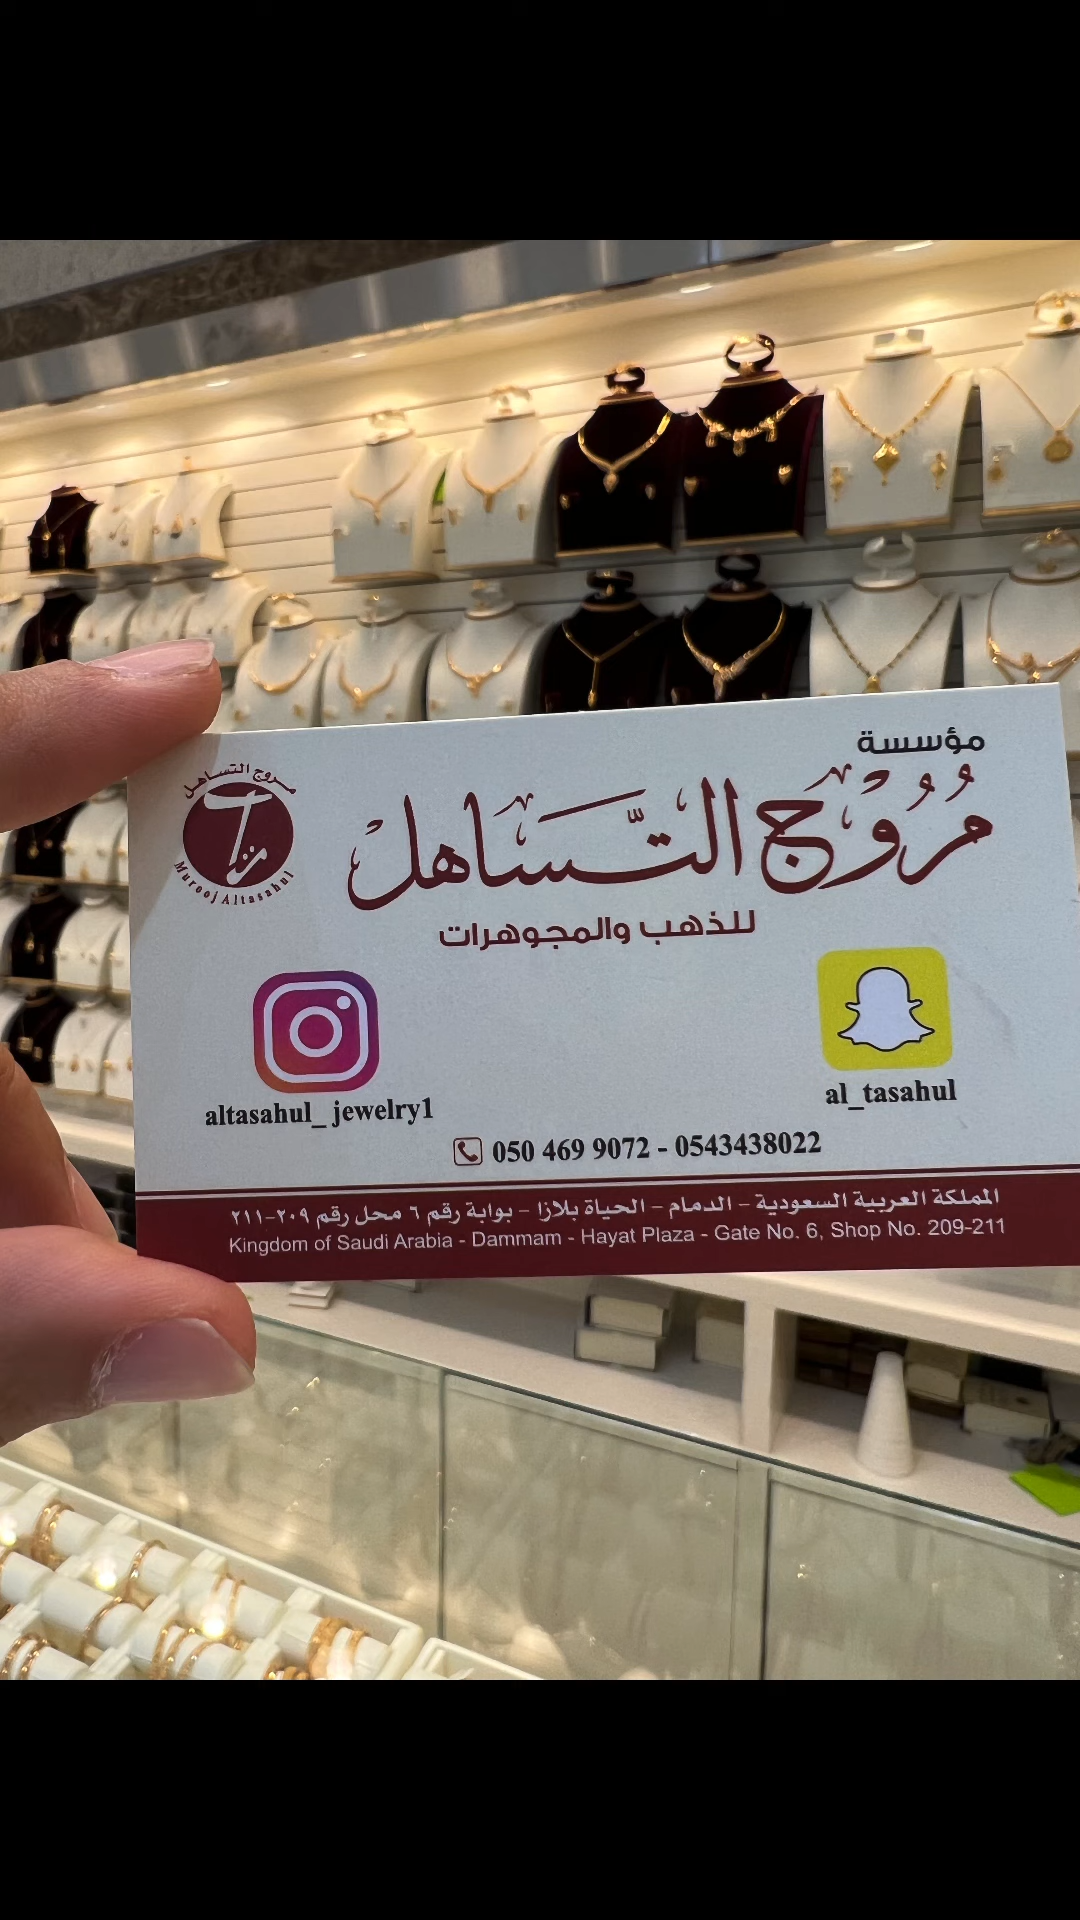 مؤسسة
مُرُوْج التَّساهل
للذهب والمجوهرات
مروج التساهل
Murooj Altasahul
altasahul_jewelry1
al_tasahul
050 469 9072 - 0543438022
المملكة العربية السعودية - الدمام - الحياة بلازا - بوابة رقم ٦ محل رقم ٢٠٩-٢١١
Kingdom of Saudi Arabia - Dammam - Hayat Plaza - Gate No. 6, Shop No. 209-211